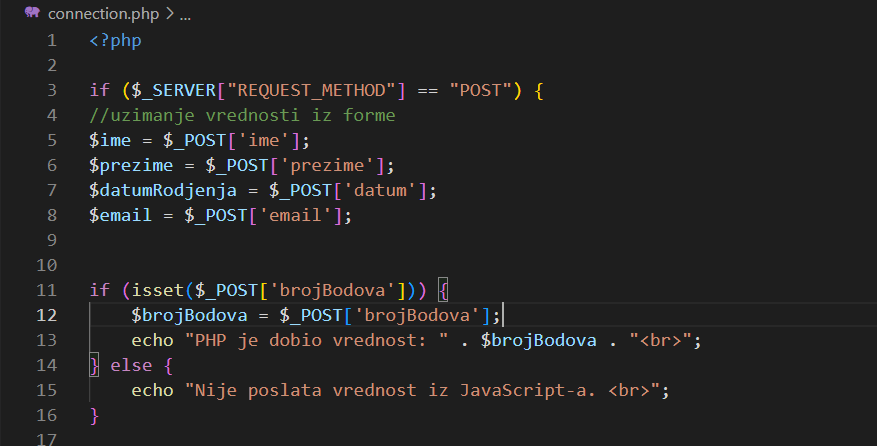 connection.php > ...
1 <?php
2
3 if ($_SERVER["REQUEST_METHOD"] == "POST") {
4 //uzimanje vrednosti iz forme
5 $ime = $_POST['ime'];
6 $prezime = $_POST['prezime'];
7 $datumRodjenja = $_POST['datum'];
8 $email = $_POST['email'];
9
10
11 if (isset($_POST['brojBodova'])) {
12     $brojBodova = $_POST['brojBodova'];
13     echo "PHP je dobio vrednost: " . $brojBodova . "<br>";
14 } else {
15     echo "Nije poslata vrednost iz JavaScript-a. <br>";
16 }
17